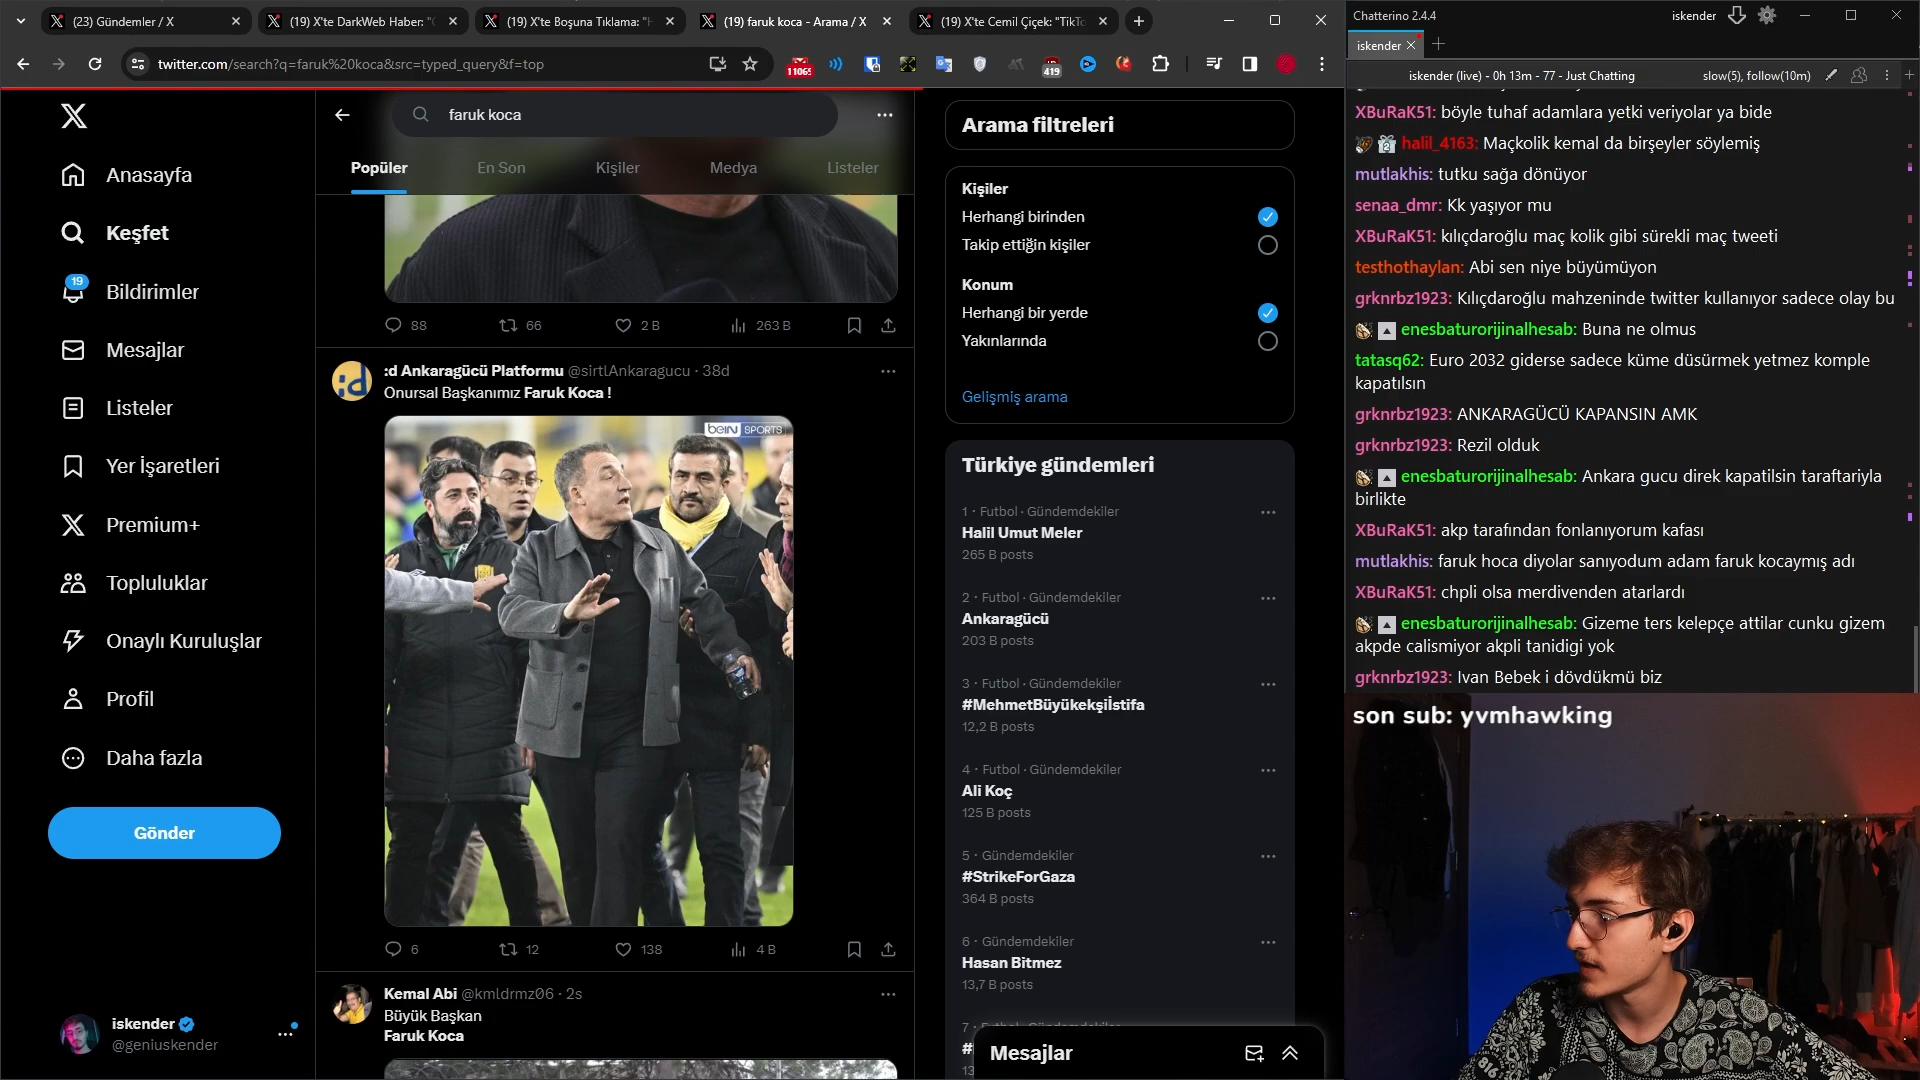 (23) Gündemler / X
(19) X'te DarkWeb Haber: "
(19) X'te Boşuna Tıklama: "H
(19) faruk koca - Arama / X
(19) X'te Cemil Çiçek: "TikTo
twitter.com/search?q=faruk%20koca&src=typed_query&f=top
11065
419
faruk koca
Popüler
En Son
Kişiler
Medya
Listeler
Anasayfa
Keşfet
19
Bildirimler
Mesajlar
Listeler
Yer İşaretleri
Premium+
Topluluklar
Onaylı Kuruluşlar
Profil
Daha fazla
Gönder
iskender
@geniuskender
88
66
2 B
263 B
:d Ankaragücü Platformu @sirtlAnkaragucu · 38d
Onursal Başkanımız Faruk Koca !
beIN SPORTS
6
12
138
4 B
Kemal Abi @kmldrmz06 · 2s
Büyük Başkan
Faruk Koca
Arama filtreleri
Kişiler
Herhangi birinden
Takip ettiğin kişiler
Konum
Herhangi bir yerde
Yakınlarında
Gelişmiş arama
Türkiye gündemleri
1 · Futbol · Gündemdekiler
Halil Umut Meler
265 B posts
2 · Futbol · Gündemdekiler
Ankaragücü
203 B posts
3 · Futbol · Gündemdekiler
#MehmetBüyükekşiİstifa
12,2 B posts
4 · Futbol · Gündemdekiler
Ali Koç
125 B posts
5 · Gündemdekiler
#StrikeForGaza
364 B posts
6 · Gündemdekiler
Hasan Bitmez
13,7 B posts
7 · Futbol · Gündemdekiler
#
13
Mesajlar
Chatterino 2.4.4
iskender
iskender
iskender (live) - 0h 13m - 77 - Just Chatting
slow(5), follow(10m)
XBuRaK51: böyle tuhaf adamlara yetki veriyolar ya bide
halil_4163: Maçkolik kemal da birşeyler söylemiş
mutlakhis: tutku sağa dönüyor
senaa_dmr: Kk yaşıyor mu
XBuRaK51: kılıçdaroğlu maç kolik gibi sürekli maç tweeti
testhothaylan: Abi sen niye büyümüyon
grknrbz1923: Kılıçdaroğlu mahzeninde twitter kullanıyor sadece olay bu
enesbaturorijinalhesab: Buna ne olmus
tatasq62: Euro 2032 giderse sadece küme düsürmek yetmez komple
kapatılsın
grknrbz1923: ANKARAGÜCÜ KAPANSIN AMK
grknrbz1923: Rezil olduk
enesbaturorijinalhesab: Ankara gucu direk kapatilsin taraftariyla
birlikte
XBuRaK51: akp tarafından fonlanıyorum kafası
mutlakhis: faruk hoca diyolar sanıyodum adam faruk kocaymış adı
XBuRaK51: chpli olsa merdivenden atarlardı
enesbaturorijinalhesab: Gizeme ters kelepçe attilar cunku gizem
akpde calismiyor akpli tanidigi yok
grknrbz1923: Ivan Bebek i dövdükmü biz
son sub: yvmhawking